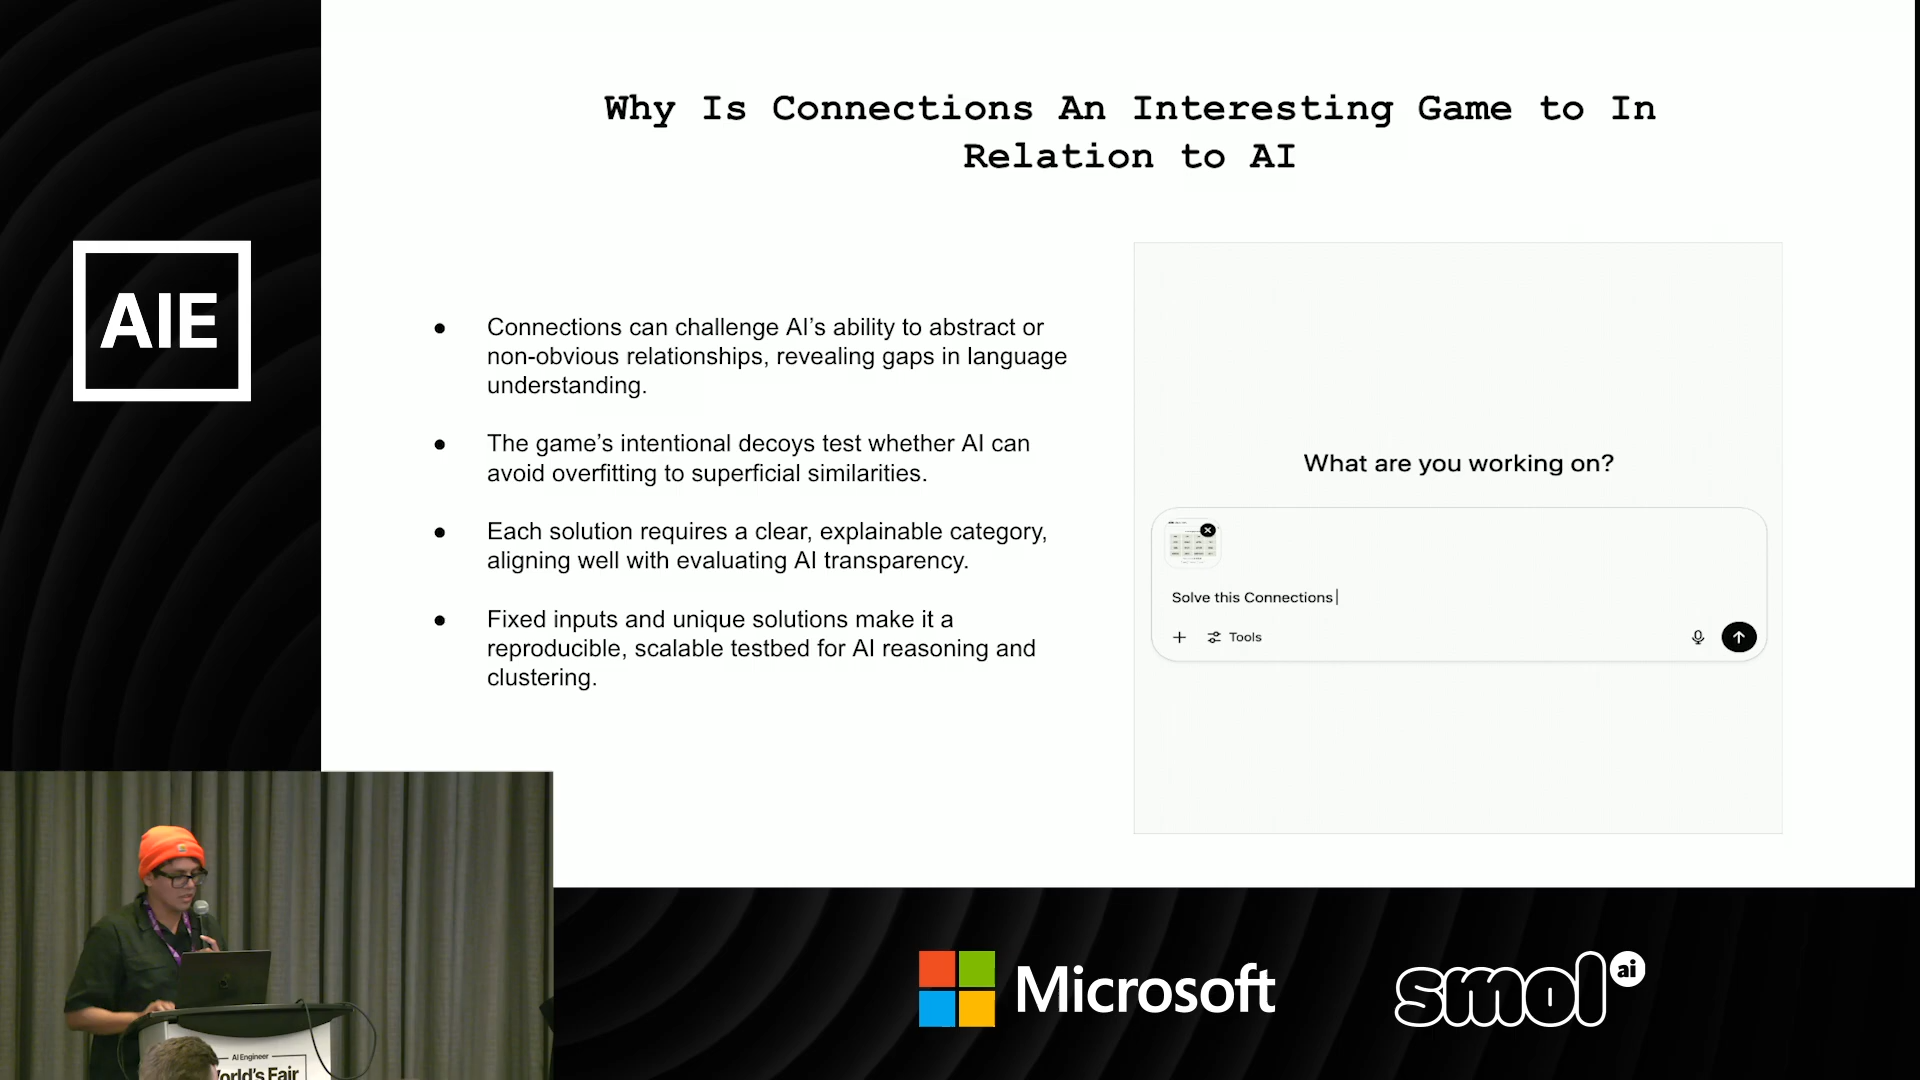 Why Is Connections An Interesting Game to In
Relation to AI
AIE
● Connections can challenge AI’s ability to abstract or
non-obvious relationships, revealing gaps in language
understanding.
● The game’s intentional decoys test whether AI can
avoid overfitting to superficial similarities.
● Each solution requires a clear, explainable category,
aligning well with evaluating AI transparency.
● Fixed inputs and unique solutions make it a
reproducible, scalable testbed for AI reasoning and
clustering.
What are you working on?
Solve this Connections
Tools
AI Engineer
World's Fair
Microsoft
smol ai